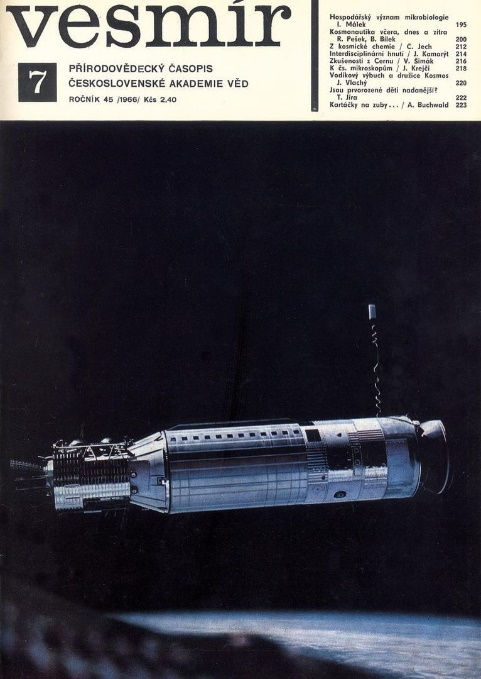 vesmír
7
PŘÍRODOVĚDECKÝ ČASOPIS
ČESKOSLOVENSKÉ AKADEMIE VĚD
ROČNÍK 45 /1966/ Kčs 2,40
Hospodářský význam mikrobiologie
I. Málek 195
Kosmonautika včera, dnes a zítra
R. Pešek, B. Bílek 200
Z kosmické chemie / C. Jech 212
Interdisciplinární hnutí / J. Kamarýt 214
Zkušenosti z Cernu / V. Šimák 216
K čs. mikroskopům / J. Krejčí 218
Vodíkový výbuch a družice Kosmos
J. Vlachý 220
Jsou prvorozené děti nadanější?
T. Jíra 222
Kartáčky na zuby... / A. Buchwald 223